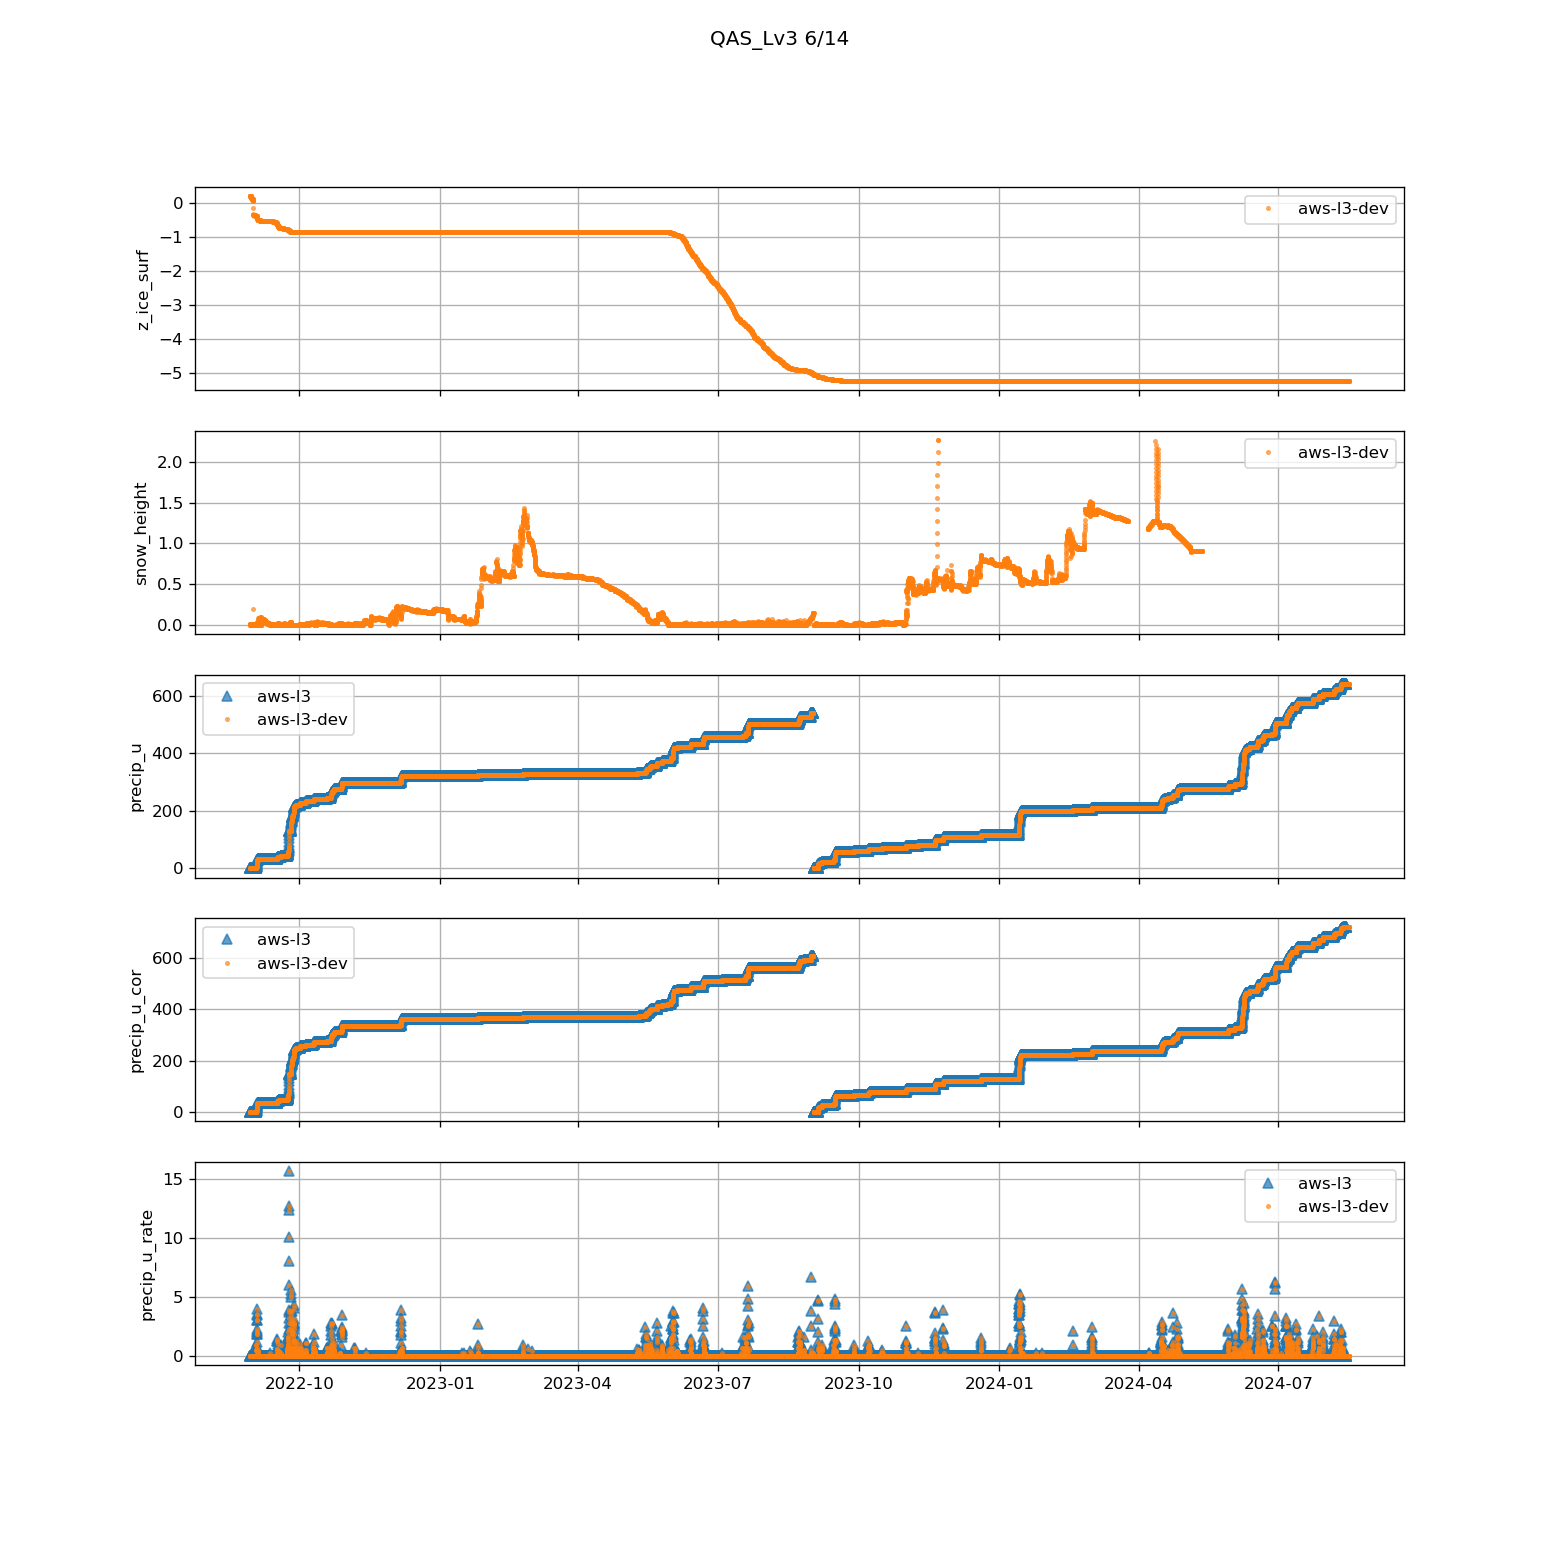 QAS_Lv3 6/14
z_ice_surf
0
−1
−2
−3
−4
−5
aws-l3-dev
snow_height
2.0
1.5
1.0
0.5
0.0
aws-l3-dev
precip_u
600
400
200
0
aws-l3
aws-l3-dev
precip_u_cor
600
400
200
0
aws-l3
aws-l3-dev
precip_u_rate
15
10
5
0
aws-l3
aws-l3-dev
2022-10 2023-01 2023-04 2023-07 2023-10 2024-01 2024-04 2024-07